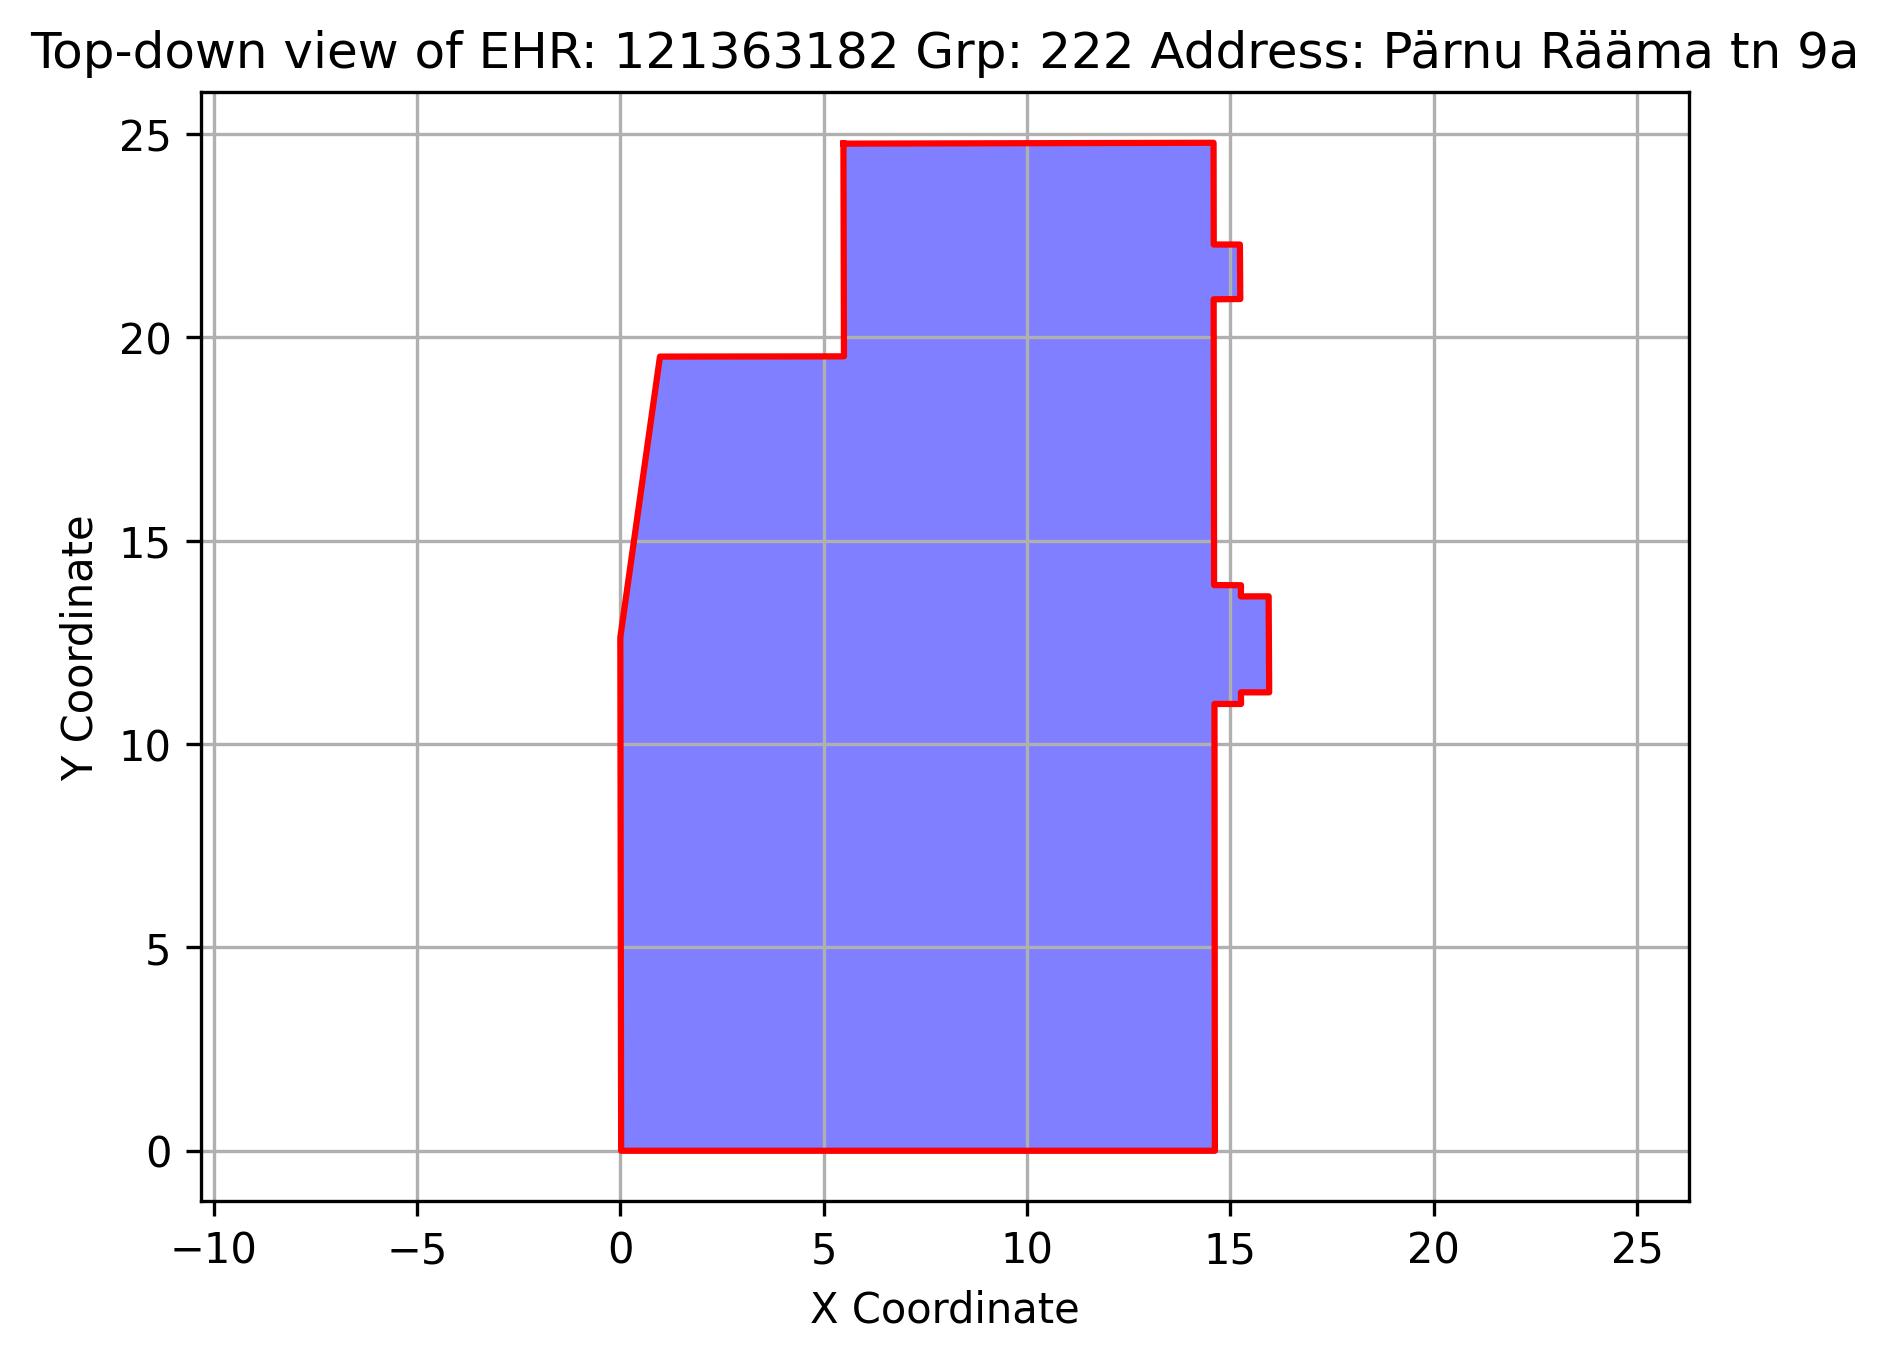 Top-down view of EHR: 121363182 Grp: 222 Address: Pärnu Rääma tn 9a
25
20
15
10
5
0
Y Coordinate
−10 −5 0 5 10 15 20 25
X Coordinate